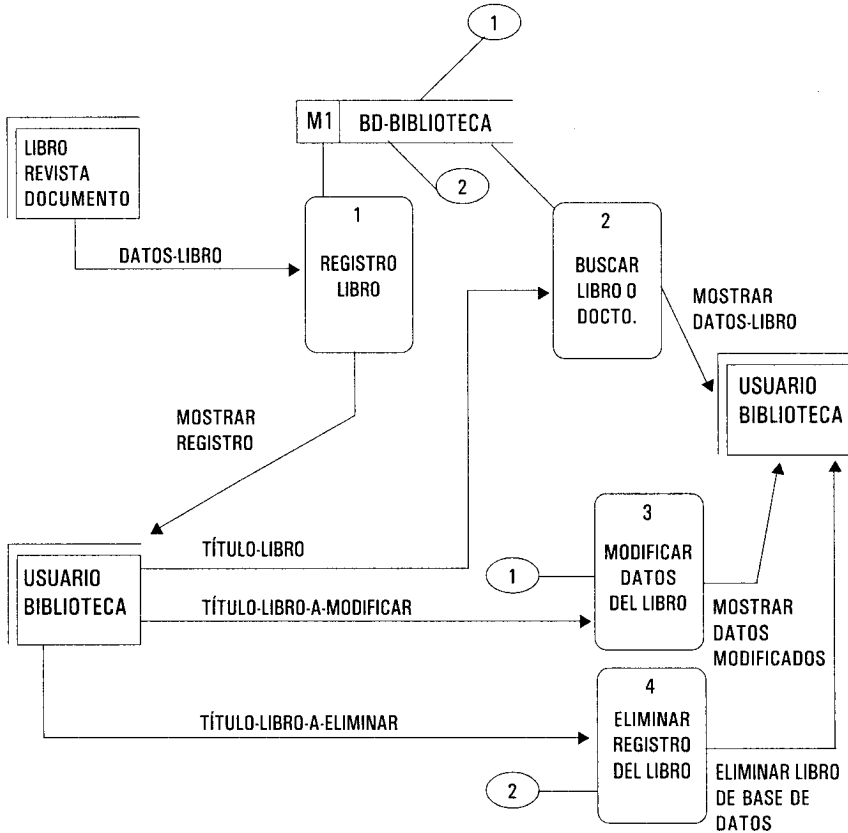 1
M1 BD-BIBLIOTECA
2
LIBRO
REVISTA
DOCUMENTO
DATOS-LIBRO
1
REGISTRO
LIBRO
2
BUSCAR
LIBRO O
DOCTO.
MOSTRAR
DATOS-LIBRO
USUARIO
BIBLIOTECA
MOSTRAR
REGISTRO
USUARIO
BIBLIOTECA
TÍTULO-LIBRO
TÍTULO-LIBRO-A-MODIFICAR
TÍTULO-LIBRO-A-ELIMINAR
1
3
MODIFICAR
DATOS
DEL LIBRO
MOSTRAR
DATOS
MODIFICADOS
2
4
ELIMINAR
REGISTRO
DEL LIBRO
ELIMINAR LIBRO
DE BASE DE
DATOS